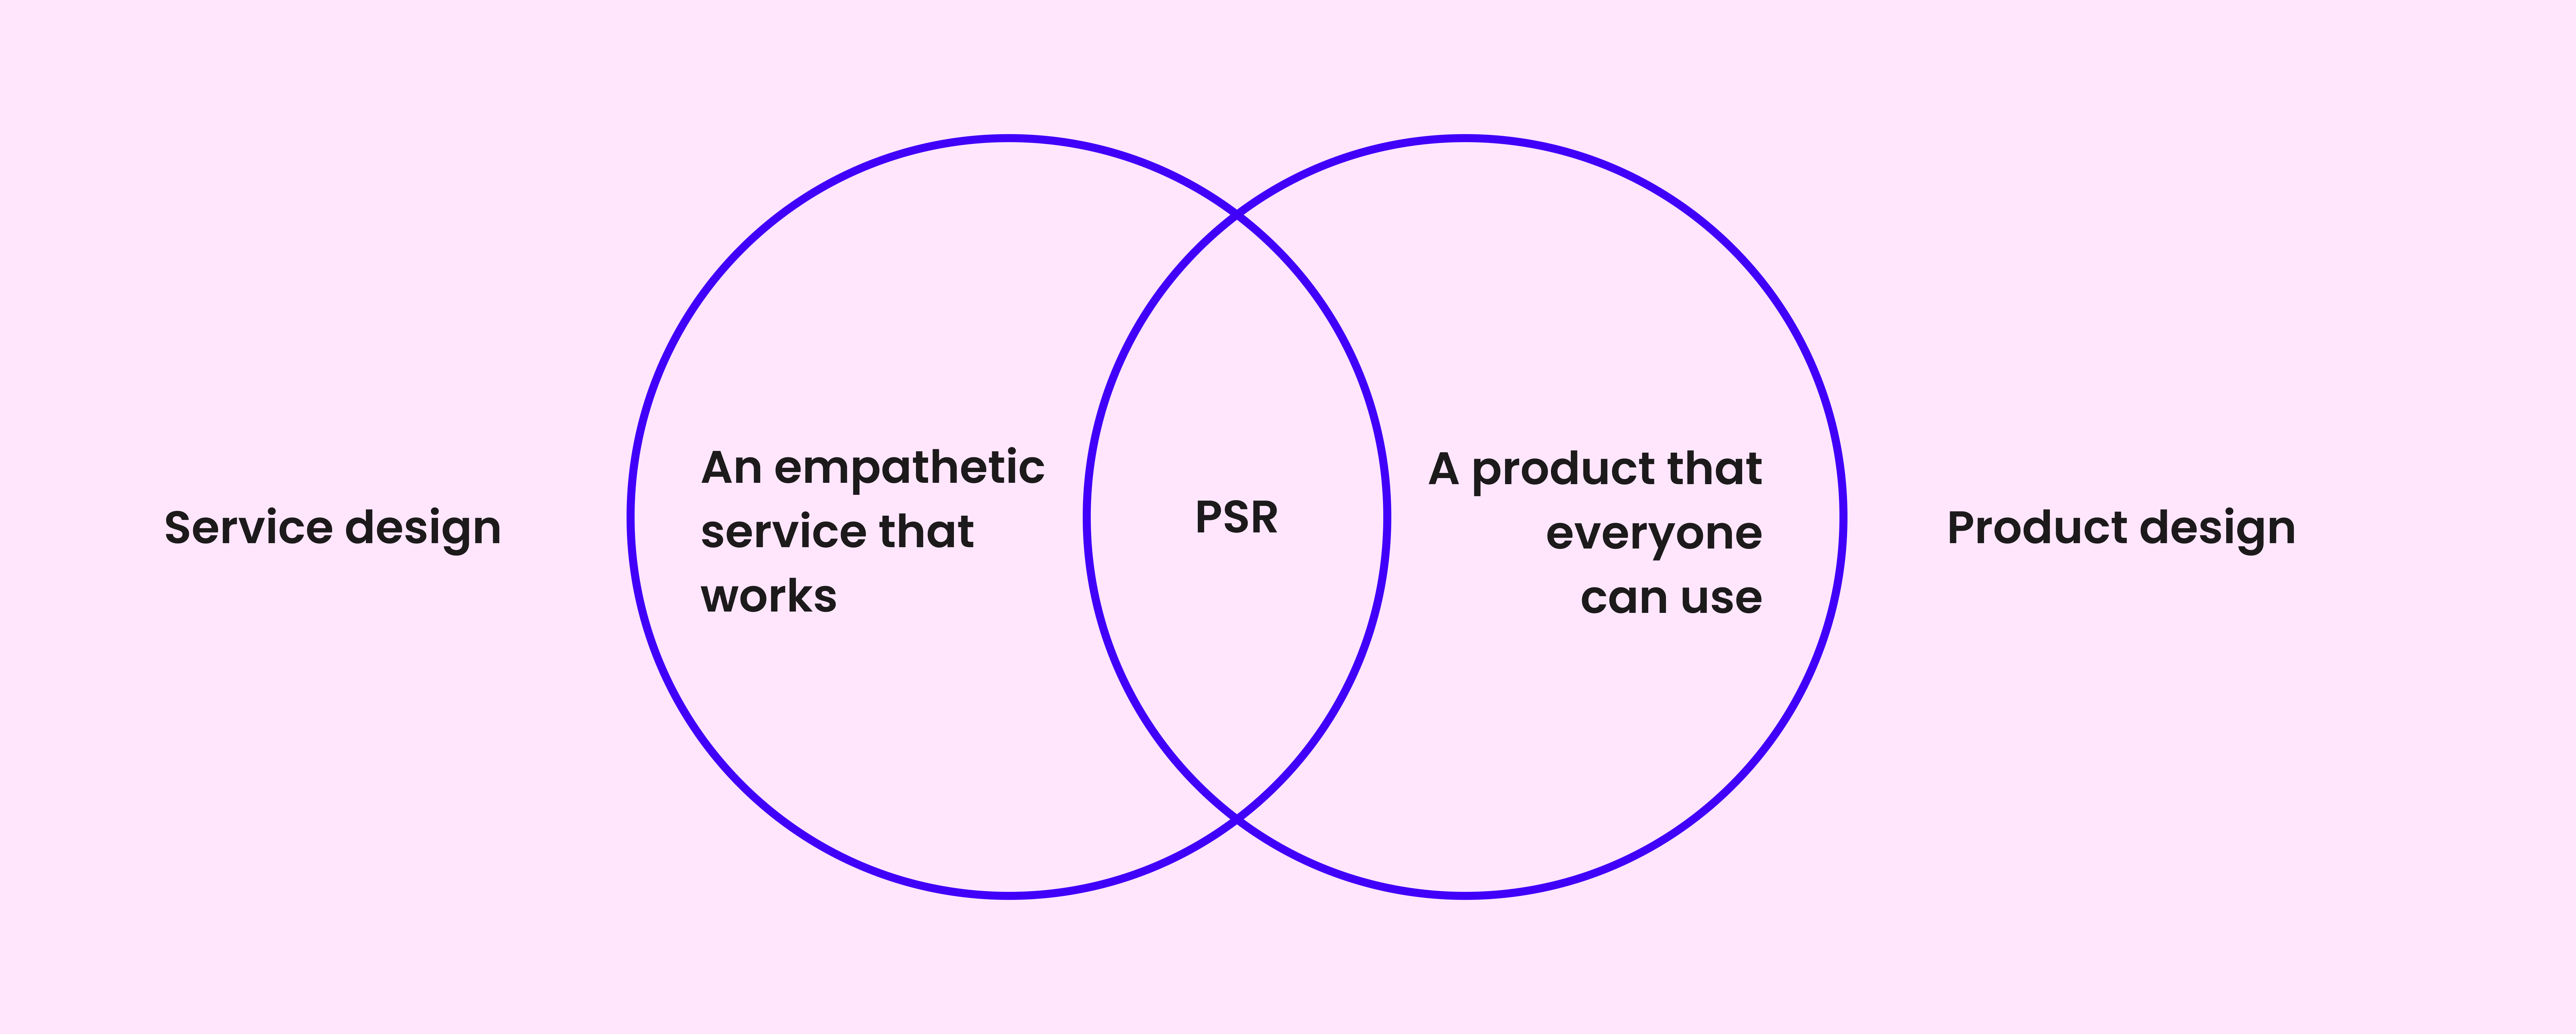 Service design
An empathetic
service that
works
PSR
A product that
everyone
can use
Product design